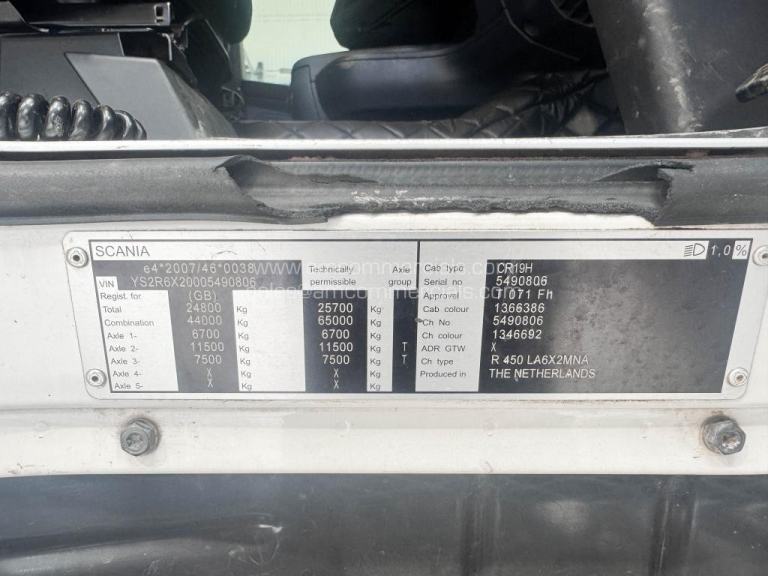 SCANIA
1,0 %
e4*2007/46*0038
VIN YS2R6X20005490806
Technically permissible Axle group
Regist for (GB)
Total 24800 Kg 25700 Kg
Combination 44000 Kg 65000 Kg
Axle 1- 6700 Kg 6700 Kg
Axle 2- 11500 Kg 11500 Kg T
Axle 3- 7500 Kg 7500 Kg T
Axle 4- X Kg X Kg
Axle 5- X Kg X Kg
Cab type CR19H
Serial no 5490806
Approval
Cab colour 1366386
Ch No 5490806
Ch colour 1346692
ADR GTW X
Ch type R 450 LA6X2MNA
Produced in THE NETHERLANDS